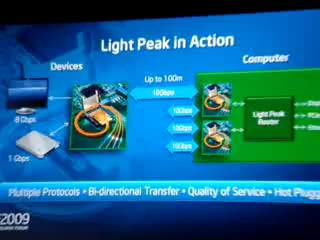 Light Peak in Action
Devices
Computer
Up to 100m
10Gbps
8 Gbps
10Gbps
10Gbps
10Gbps
1 Gbps
Light Peak
Router
Multiple Protocols • Bi-directional Transfer • Quality of Service • Hot Plugg
2009